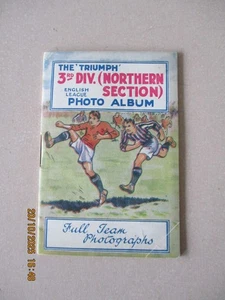 THE 'TRIUMPH'
3RD DIV. (NORTHERN
ENGLISH
LEAGUE
SECTION)
PHOTO ALBUM
Full Team
Photographs